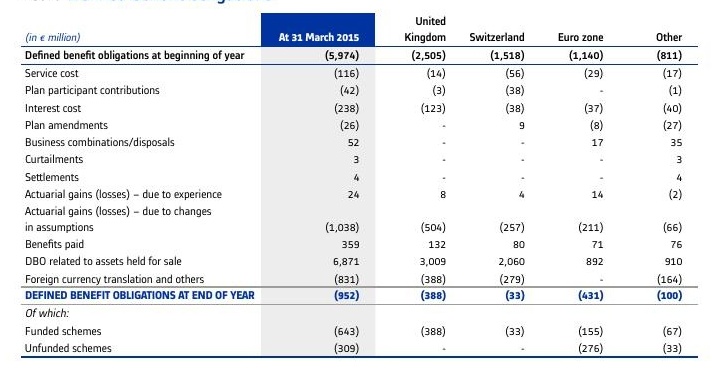 United
(in € million) At 31 March 2015 Kingdom Switzerland Euro zone Other
Defined benefit obligations at beginning of year (5,974) (2,505) (1,518) (1,140) (811)
Service cost (116) (14) (56) (29) (17)
Plan participant contributions (42) (3) (38) - (1)
Interest cost (238) (123) (38) (37) (40)
Plan amendments (26) - 9 (8) (27)
Business combinations/disposals 52 - - 17 35
Curtailments 3 - - - 3
Settlements 4 - - - 4
Actuarial gains (losses) – due to experience 24 8 4 14 (2)
Actuarial gains (losses) – due to changes
in assumptions (1,038) (504) (257) (211) (66)
Benefits paid 359 132 80 71 76
DBO related to assets held for sale 6,871 3,009 2,060 892 910
Foreign currency translation and others (831) (388) (279) - (164)
DEFINED BENEFIT OBLIGATIONS AT END OF YEAR (952) (388) (33) (431) (100)
Of which:
Funded schemes (643) (388) (33) (155) (67)
Unfunded schemes (309) - - (276) (33)